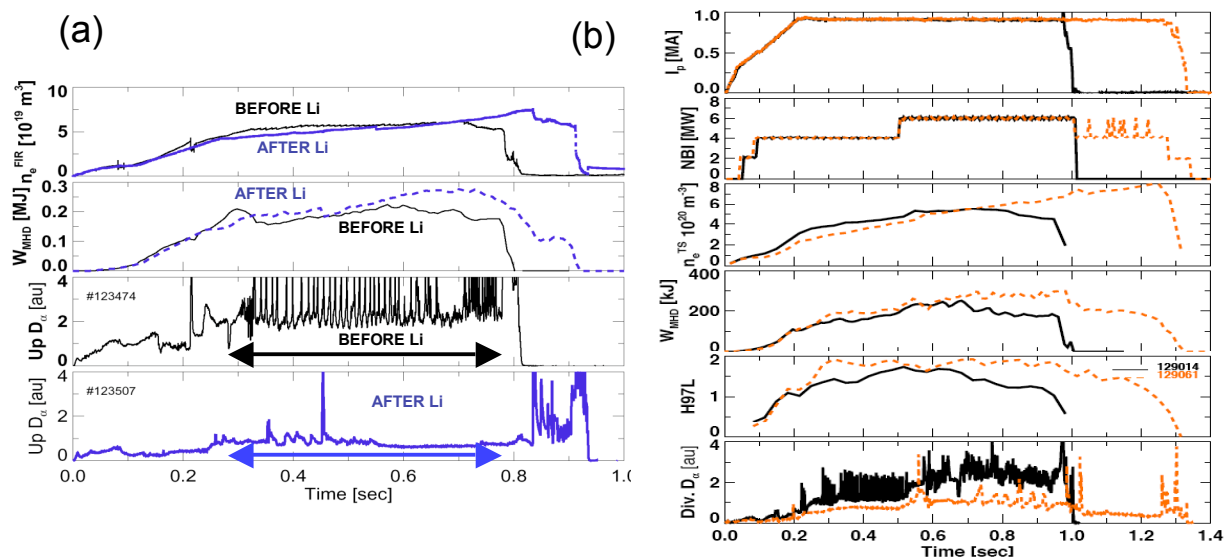 (a)
10
5
0
n_e^FIR [10^19 m^3]
BEFORE Li
AFTER Li
0.3
0.2
0.1
0.0
W_MHD [MJ]
AFTER Li
BEFORE Li
4
2
0
Up D_α [au]
#123474
BEFORE Li
4
2
0
Up D_α [au]
#123507
AFTER Li
0.0 0.2 0.4 0.6 0.8 1.0
Time [sec]
(b)
1.0
0.5
0.0
I_p [MA]
8
6
4
2
0
NBI [MW]
8
6
4
2
0
n_e^TS 10^20 m^-3
400
200
0
W_MHD [kJ]
2
1
0
H97L
129014
129061
4
2
0
Div. D_α [au]
0.0 0.2 0.4 0.6 0.8 1.0 1.2 1.4
Time [sec]